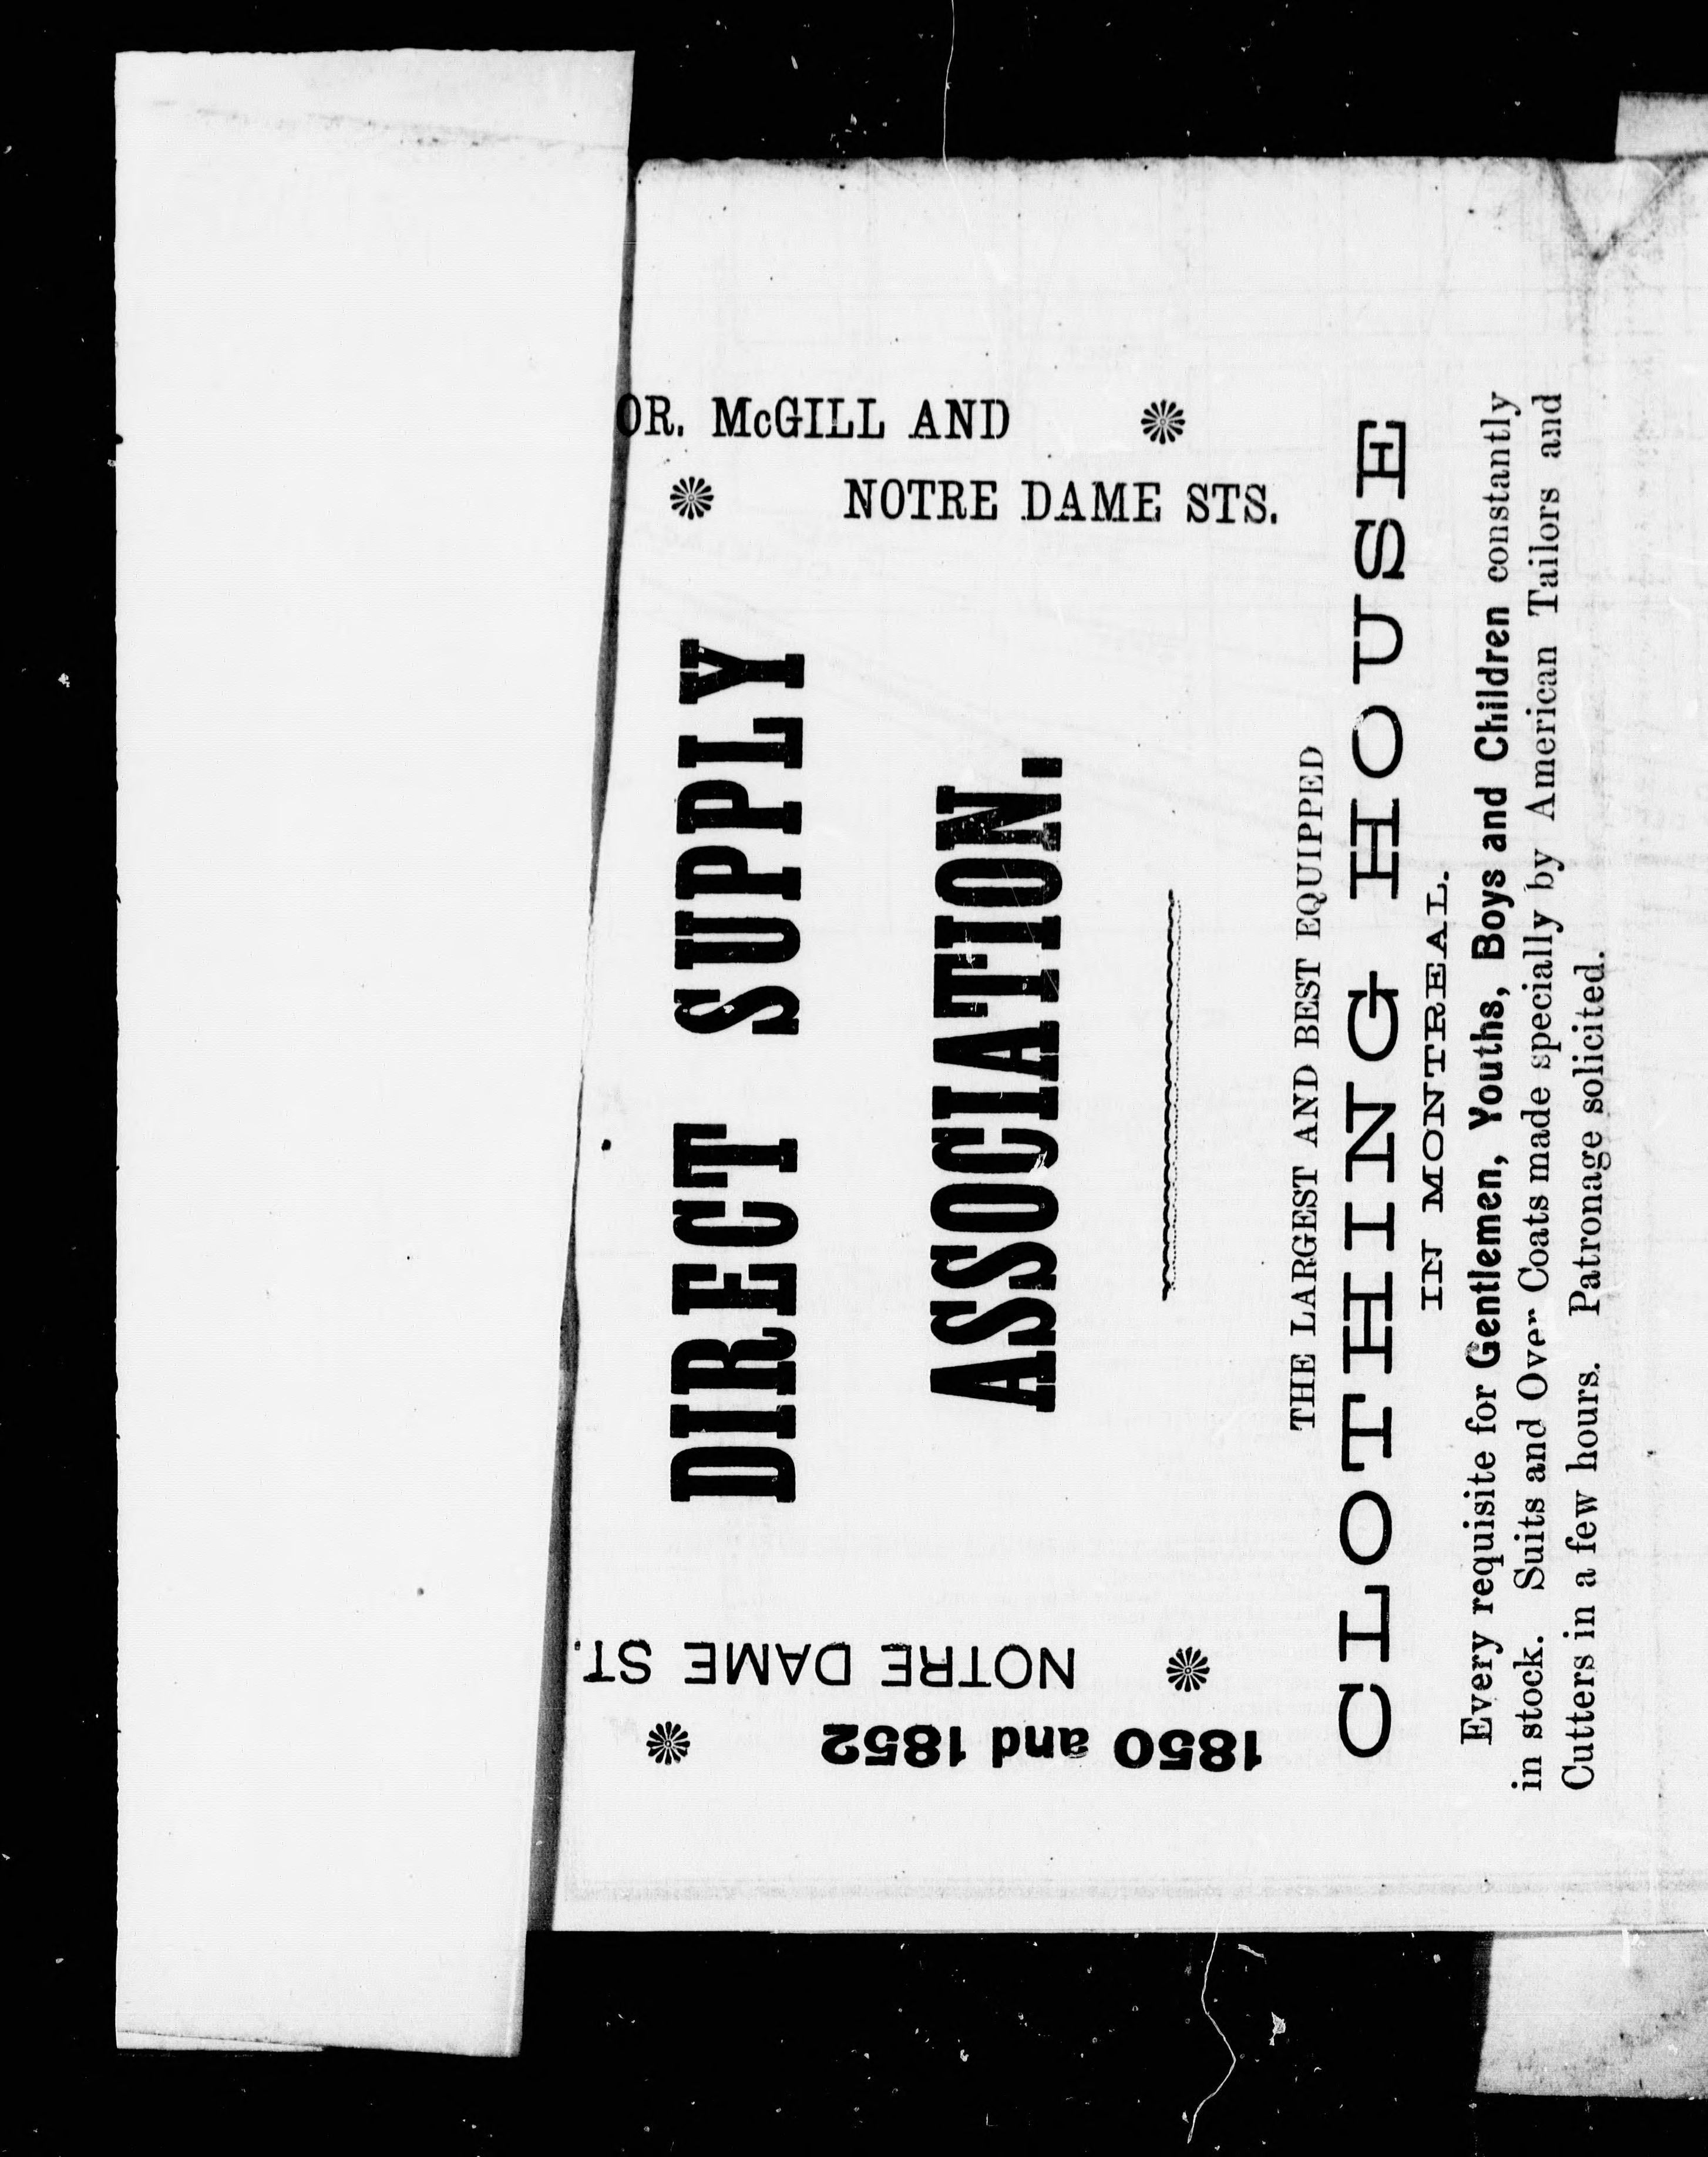 OR. McGILL AND
NOTRE DAME STS.
DIRECT SUPPLY
ASSOCIATION.
1850 and 1852
NOTRE DAME ST.
THE LARGEST AND BEST EQUIPPED
CLOTHING HOUSE
IN MONTREAL.
Every requisite for Gentlemen, Youths, Boys and Children constantly
in stock. Suits and Over Coats made specially by American Tailors and
Cutters in a few hours. Patronage solicited.